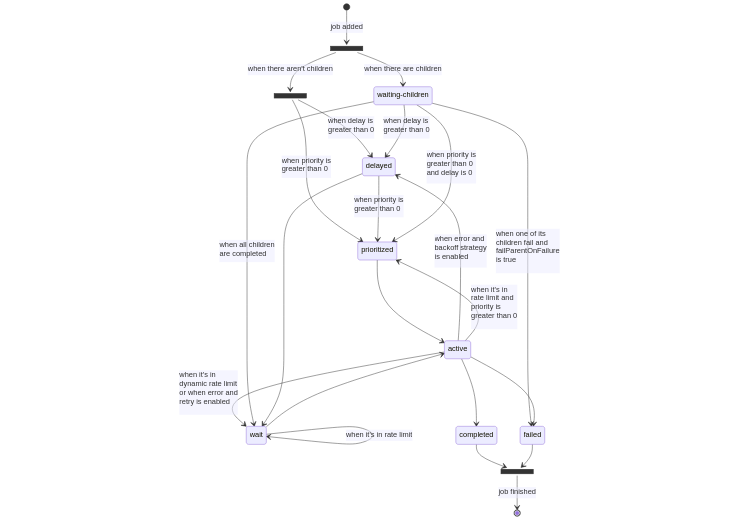 job added
when there aren't children
when there are children
waiting-children
when delay is
greater than 0
when delay is
greater than 0
when priority is
greater than 0
when priority is
greater than 0
and delay is 0
delayed
when priority is
greater than 0
when all children
are completed
prioritized
when error and
backoff strategy
is enabled
when one of its
children fail and
failParentOnFailure
is true
when it's in
rate limit and
priority is
greater than 0
active
when it's in
dynamic rate limit
or when error and
retry is enabled
wait
when it's in rate limit
completed
failed
job finished